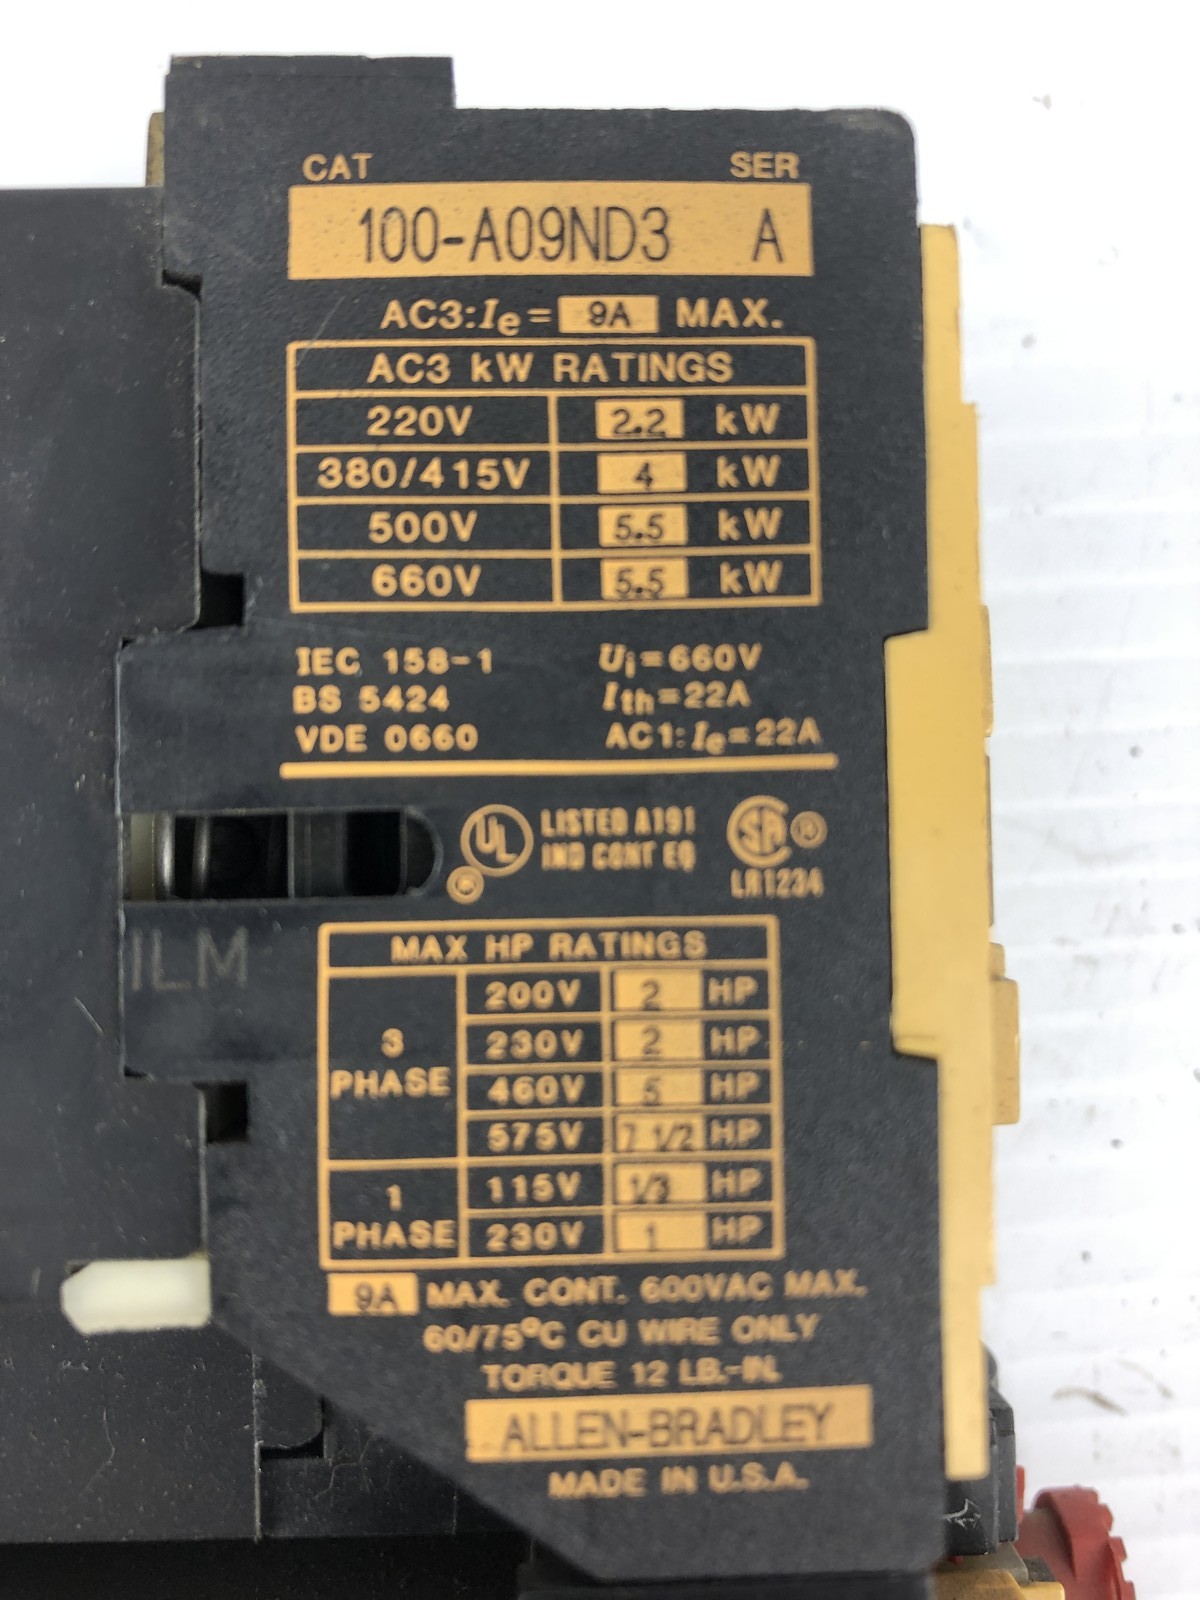 CAT SER
100-A09ND3 A
AC3:Ie= 9A MAX.
AC3 kW RATINGS
220V 2.2 kW
380/415V 4 kW
500V 5.5 kW
660V 5.5 kW
IEC 158-1 Ui=660V
BS 5424 Ith=22A
VDE 0660 AC1:Ie=22A
UL LISTED A191
® IND CONT EQ
SA ®
LR1234
ILM
MAX HP RATINGS
3 PHASE
200V 2 HP
230V 2 HP
460V 5 HP
575V 7 1/2 HP
1 PHASE
115V 1/3 HP
230V 1 HP
9A MAX. CONT. 600VAC MAX.
60/75°C CU WIRE ONLY
TORQUE 12 LB.-IN.
ALLEN-BRADLEY
MADE IN U.S.A.